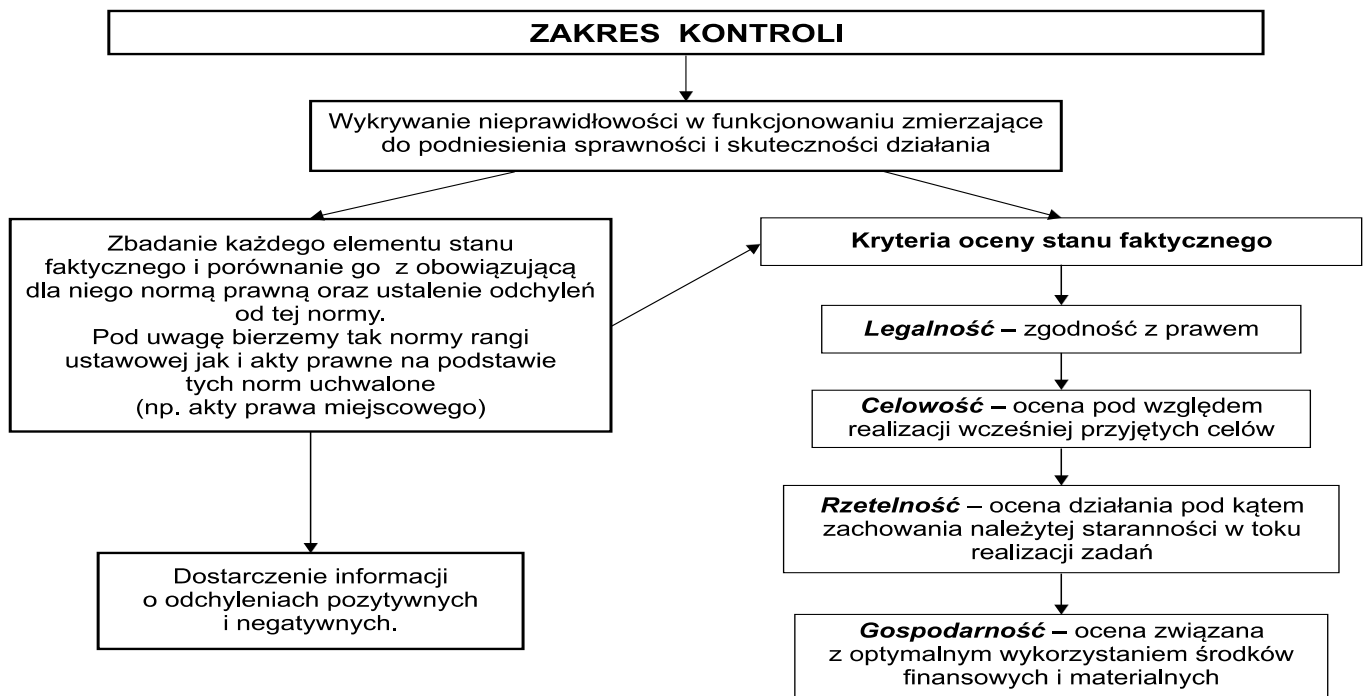 ZAKRES KONTROLI
Wykrywanie nieprawidłowości w funkcjonowaniu zmierzające
do podniesienia sprawności i skuteczności działania
Zbadanie każdego elementu stanu
faktycznego i porównanie go z obowiązującą
dla niego normą prawną oraz ustalenie odchyleń
od tej normy.
Pod uwagę bierzemy tak normy rangi
ustawowej jak i akty prawne na podstawie
tych norm uchwalone
(np. akty prawa miejscowego)
Dostarczenie informacji
o odchyleniach pozytywnych
i negatywnych.
Kryteria oceny stanu faktycznego
Legalność – zgodność z prawem
Celowość – ocena pod względem
realizacji wcześniej przyjętych celów
Rzetelność – ocena działania pod kątem
zachowania należytej staranności w toku
realizacji zadań
Gospodarność – ocena związana
z optymalnym wykorzystaniem środków
finansowych i materialnych